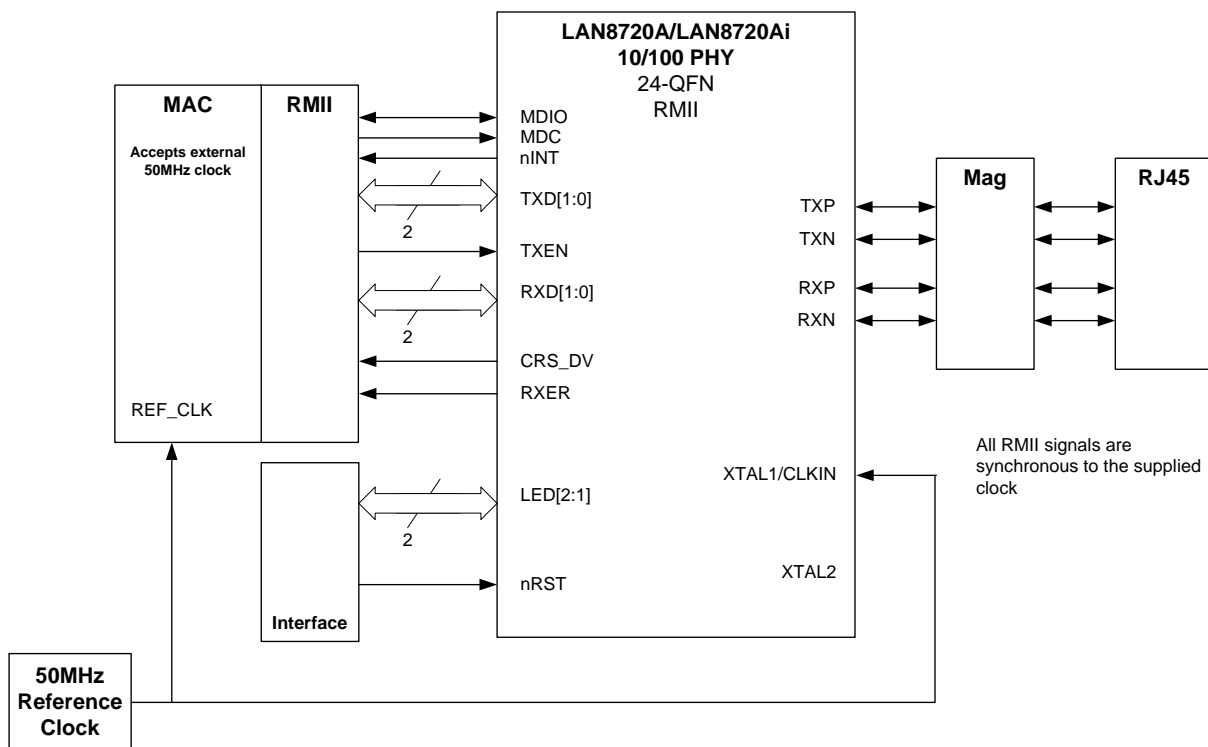 LAN8720A/LAN8720Ai
10/100 PHY
24-QFN
RMII
MAC
RMII
Accepts external
50MHz clock
REF_CLK
MDIO
MDC
nINT
TXD[1:0]
2
TXEN
RXD[1:0]
2
CRS_DV
RXER
LED[2:1]
2
nRST
Interface
TXP
TXN
RXP
RXN
XTAL1/CLKIN
XTAL2
Mag
RJ45
All RMII signals are
synchronous to the supplied
clock
50MHz
Reference
Clock